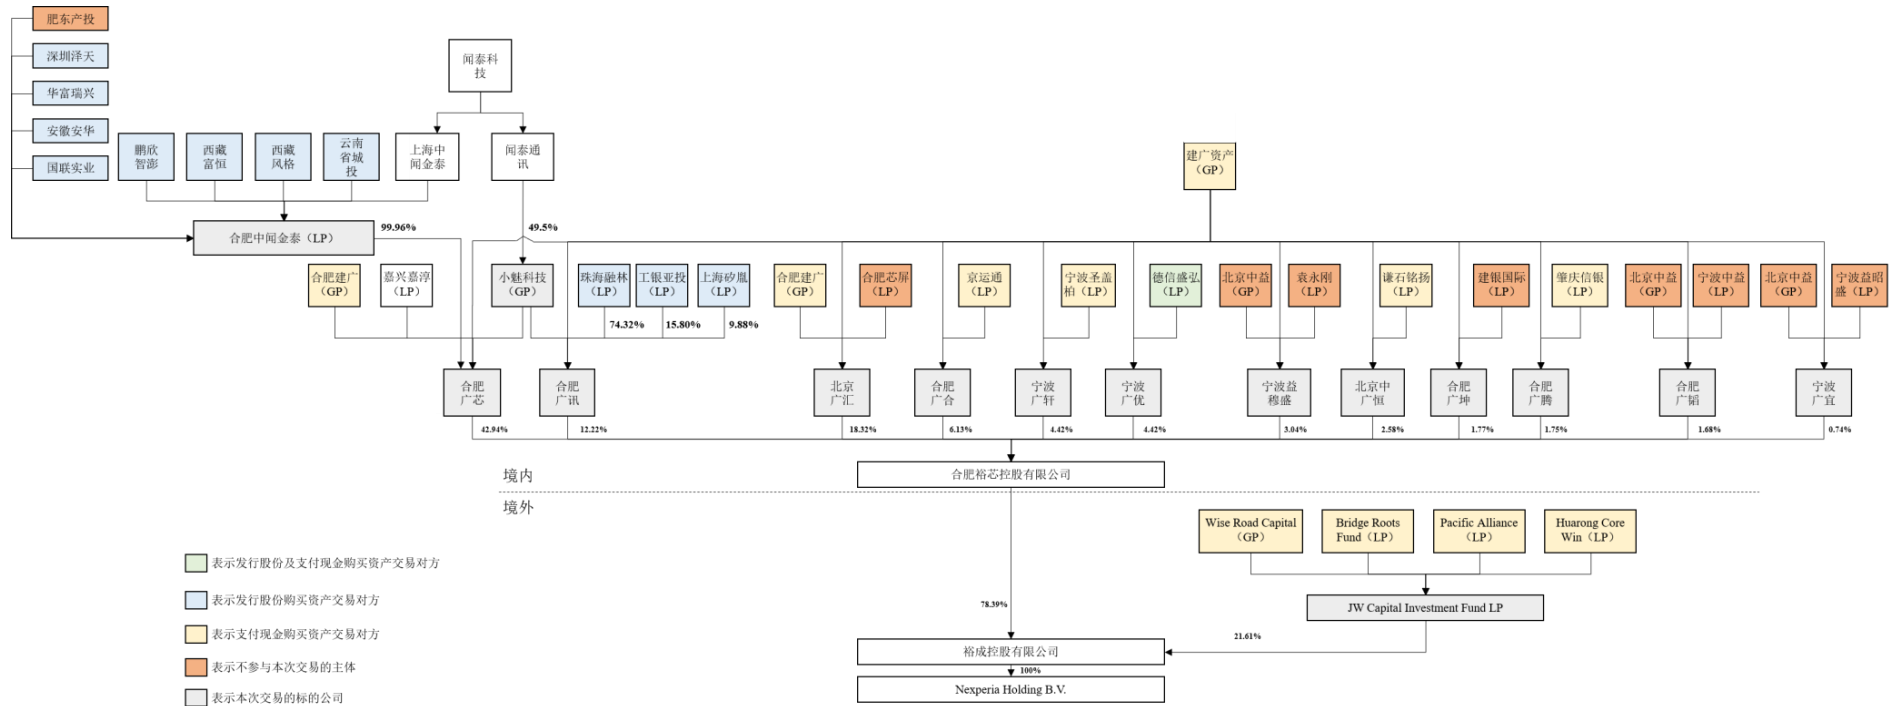 肥东产投
深圳泽天
华富瑞兴
安徽安华
国联实业
鹏欣
智澎
西藏
富恒
西藏
风格
云南
省城
投
闻泰科
技
上海中
闻金泰
闻泰通
讯
建广资产
（GP）
合肥中闻金泰（LP）
99.96%
49.5%
合肥建广
（GP）
嘉兴嘉淳
（LP）
小魅科技
（GP）
珠海融林
（LP）
工银亚投
（LP）
上海矽胤
（LP）
合肥建广
（GP）
合肥芯屏
（LP）
京运通
（LP）
宁波圣盖
柏（LP）
德信盛弘
（LP）
北京中益
（GP）
袁永刚
（LP）
谦石铭扬
（LP）
建银国际
（LP）
肇庆信银
（LP）
北京中益
（GP）
宁波中益
（LP）
北京中益
（GP）
宁波益昭
盛（LP）
74.32%
15.80%
9.88%
合肥
广芯
合肥
广讯
北京
广汇
合肥
广合
宁波
广轩
宁波
广优
宁波益
穆盛
北京中
广恒
合肥
广坤
合肥
广腾
合肥
广韬
宁波
广宜
42.94%
12.22%
18.32%
6.13%
4.42%
4.42%
3.04%
2.58%
1.77%
1.75%
1.68%
0.74%
合肥裕芯控股有限公司
境内
境外
Wise Road Capital
（GP）
Bridge Roots
Fund（LP）
Pacific Alliance
（LP）
Huarong Core
Win（LP）
JW Capital Investment Fund LP
78.39%
21.61%
裕成控股有限公司
100%
Nexperia Holding B.V.
表示发行股份及支付现金购买资产交易对方
表示发行股份购买资产交易对方
表示支付现金购买资产交易对方
表示不参与本次交易的主体
表示本次交易的标的公司